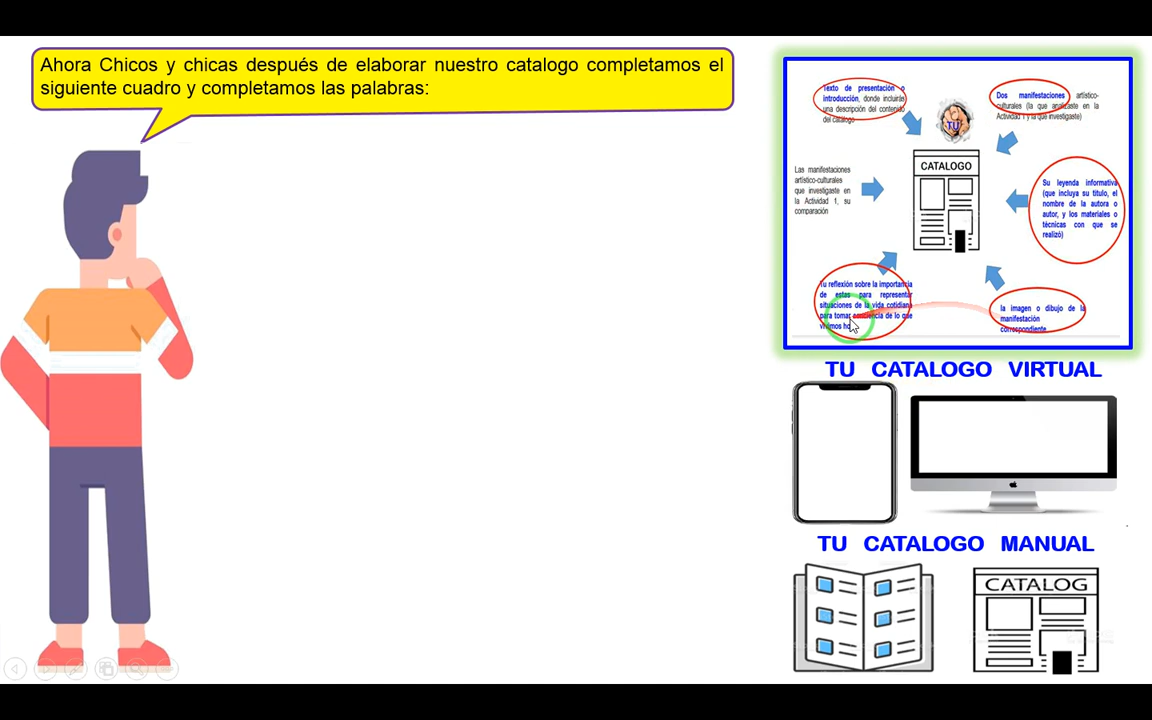 Ahora Chicos y chicas después de elaborar nuestro catalogo completamos el
siguiente cuadro y completamos las palabras:
Texto de presentación o
introducción, donde incluirás
una descripción del contenido
del catálogo
Dos manifestaciones artístico-
culturales (la que analizaste en la
Actividad 1 y la que investigaste)
TU
CATALOGO
Las manifestaciones
artístico-culturales
que investigaste en
la Actividad 1, su
comparación
Su leyenda informativa
(que incluya su titulo, el
nombre de la autora o
autor, y los materiales o
técnicas con que se
realizó)
Tu reflexión sobre la importancia
de estas para representar
situaciones de la vida cotidiana
para tomar conciencia de lo que
vivimos
la imagen o dibujo de la
manifestación
correspondiente
TU CATALOGO VIRTUAL
TU CATALOGO MANUAL
CATALOG